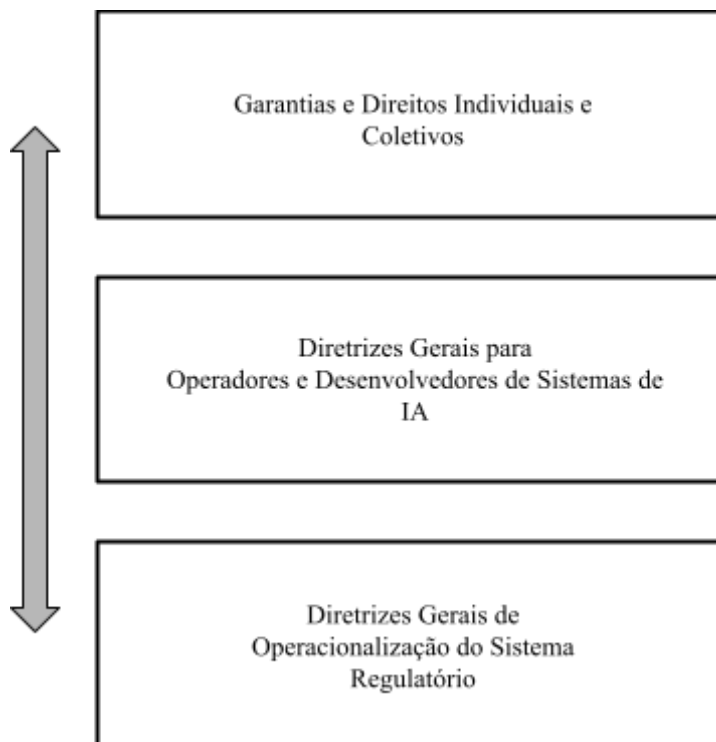 Garantias e Direitos Individuais e
Coletivos
Diretrizes Gerais para
Operadores e Desenvolvedores de Sistemas de
IA
Diretrizes Gerais de
Operacionalização do Sistema
Regulatório